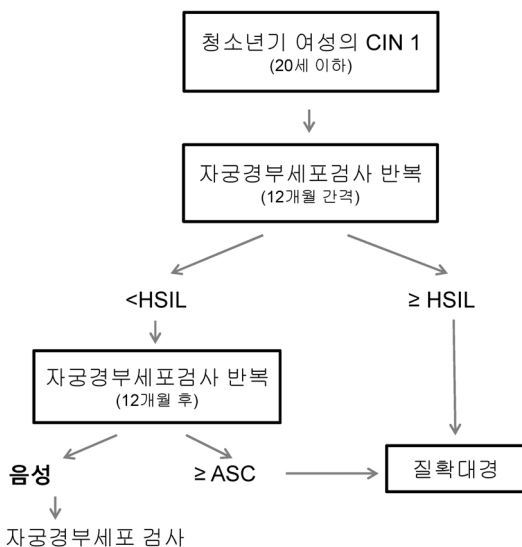 청소년기 여성의 CIN 1
(20세 이하)
자궁경부세포검사 반복
(12개월 간격)
<HSIL
≥ HSIL
자궁경부세포검사 반복
(12개월 후)
음성
≥ ASC
질확대경
자궁경부세포 검사